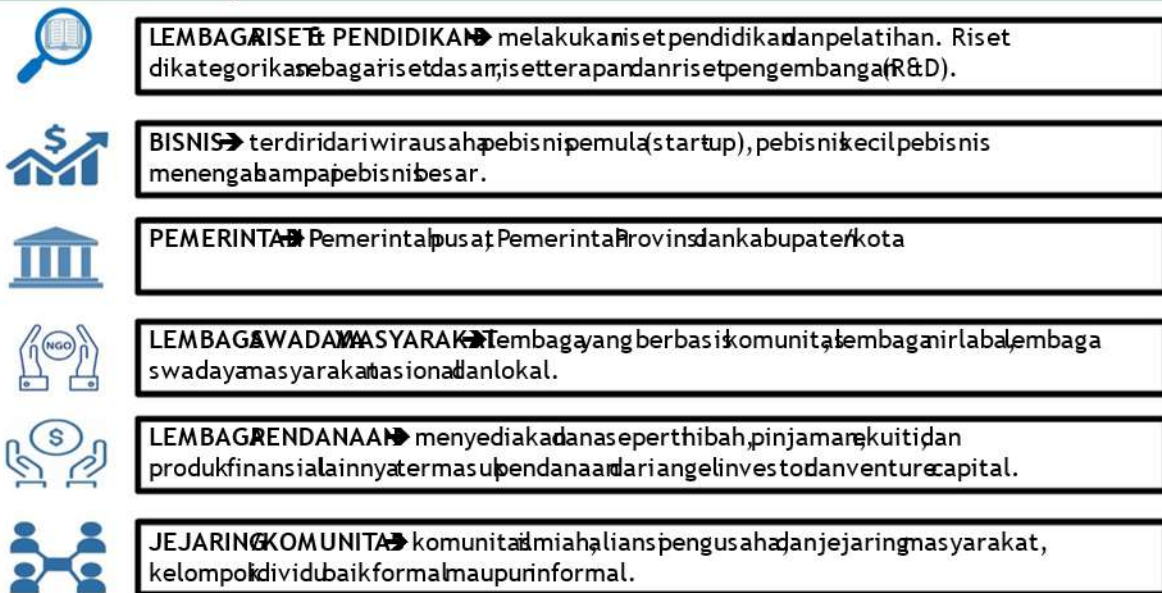 $
LEMBAGA RISET & PENDIDIKAN → melakukan riset pendidikan dan pelatihan. Riset
dikategorikan sebagai riset dasar, riset terapan dan riset pengembangan (R&D).
BISNIS → terdiri dari wirausaha pebisnis pemula (start-up), pebisnis kecil pebisnis
menengah sampai pebisnis besar.
PEMERINTAH → Pemerintah pusat, Pemerintah Provinsi dan kabupaten/kota
NGO
LEMBAGA SWADAYA MASYARAKAT → lembaga yang berbasis komunitas, lembaga nirlaba, lembaga
swadaya masyarakat nasional dan lokal.
$
LEMBAGA PENDANAAN → menyediakan dana seperti hibah, pinjaman, ekuiti, dan
produk finansial lainnya termasuk pendanaan dari angel investor dan venture capital.
JEJARING KOMUNITAS → komunitas ilmiah, aliansi pengusaha, dan jejaring masyarakat,
kelompok idividu baik formal maupun informal.